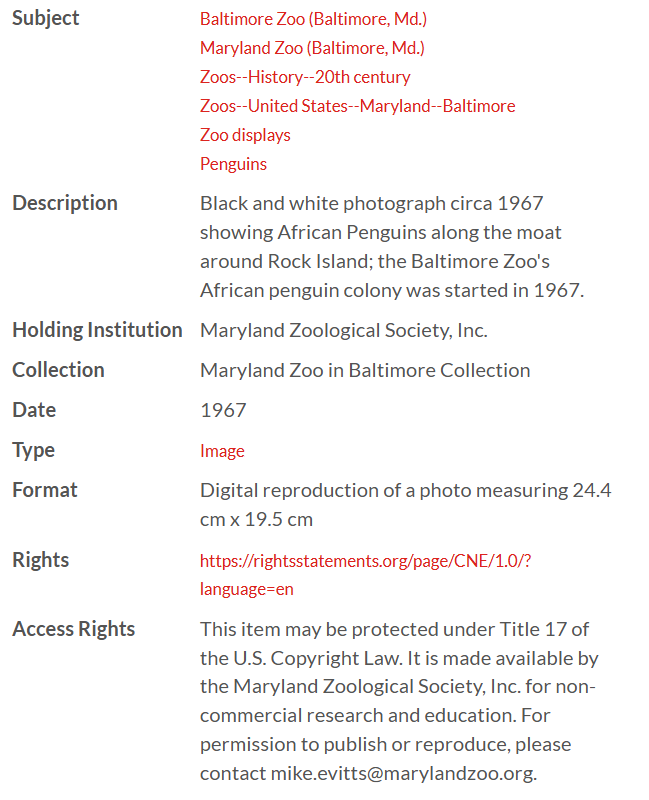 Subject
Baltimore Zoo (Baltimore, Md.)
Maryland Zoo (Baltimore, Md.)
Zoos--History--20th century
Zoos--United States--Maryland--Baltimore
Zoo displays
Penguins
Description
Black and white photograph circa 1967
showing African Penguins along the moat
around Rock Island; the Baltimore Zoo's
African penguin colony was started in 1967.
Holding Institution
Maryland Zoological Society, Inc.
Collection
Maryland Zoo in Baltimore Collection
Date
1967
Type
Image
Format
Digital reproduction of a photo measuring 24.4
cm x 19.5 cm
Rights
https://rightsstatements.org/page/CNE/1.0/?
language=en
Access Rights
This item may be protected under Title 17 of
the U.S. Copyright Law. It is made available by
the Maryland Zoological Society, Inc. for non-
commercial research and education. For
permission to publish or reproduce, please
contact mike.evitts@marylandzoo.org.